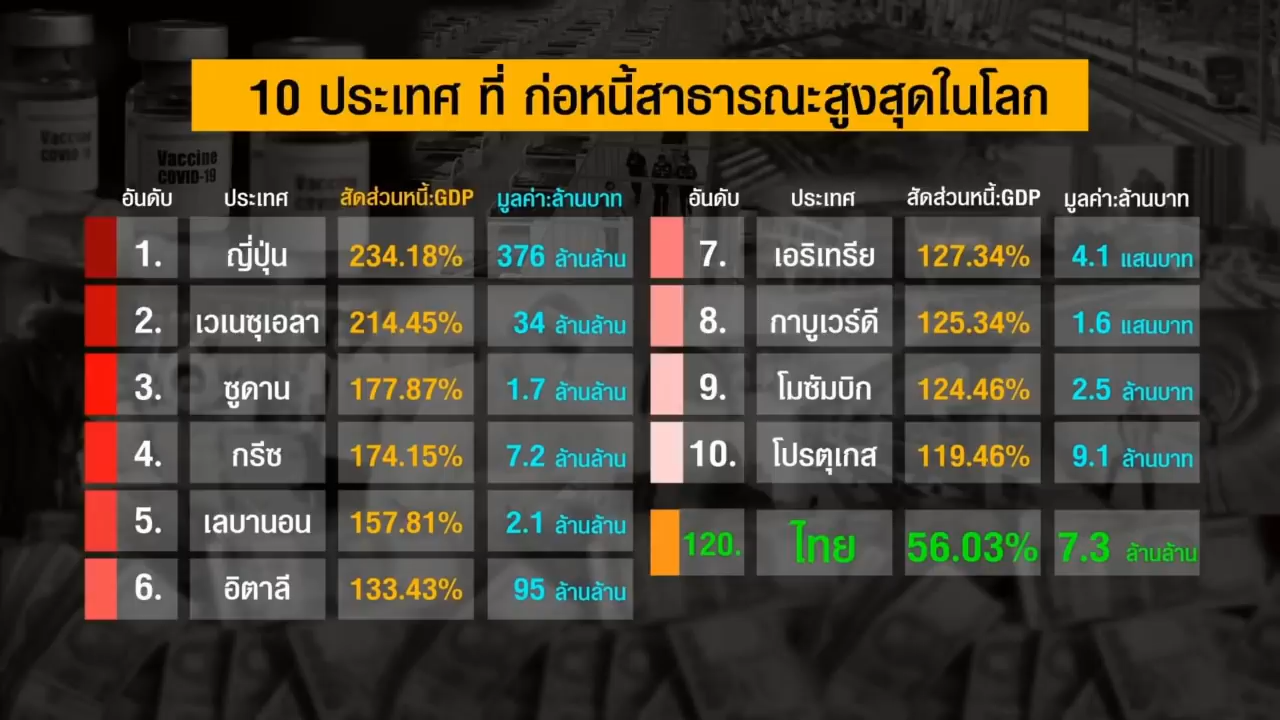 10 ประเทศ ที่ ก่อหนี้สาธารณะสูงสุดในโลก
อันดับ ประเทศ สัดส่วนหนี้:GDP มูลค่า:ล้านบาท
1. ญี่ปุ่น 234.18% 376 ล้านล้าน
2. เวเนซุเอลา 214.45% 34 ล้านล้าน
3. ซูดาน 177.87% 1.7 ล้านล้าน
4. กรีซ 174.15% 7.2 ล้านล้าน
5. เลบานอน 157.81% 2.1 ล้านล้าน
6. อิตาลี 133.43% 95 ล้านล้าน
อันดับ ประเทศ สัดส่วนหนี้:GDP มูลค่า:ล้านบาท
7. เอริเทรีย 127.34% 4.1 แสนบาท
8. กาบูเวร์ดี 125.34% 1.6 แสนบาท
9. โมซัมบิก 124.46% 2.5 ล้านบาท
10. โปรตุเกส 119.46% 9.1 ล้านบาท
120. ไทย 56.03% 7.3 ล้านล้าน
Vaccine
COVID-19
Vaccine
COVID-19
Vaccine